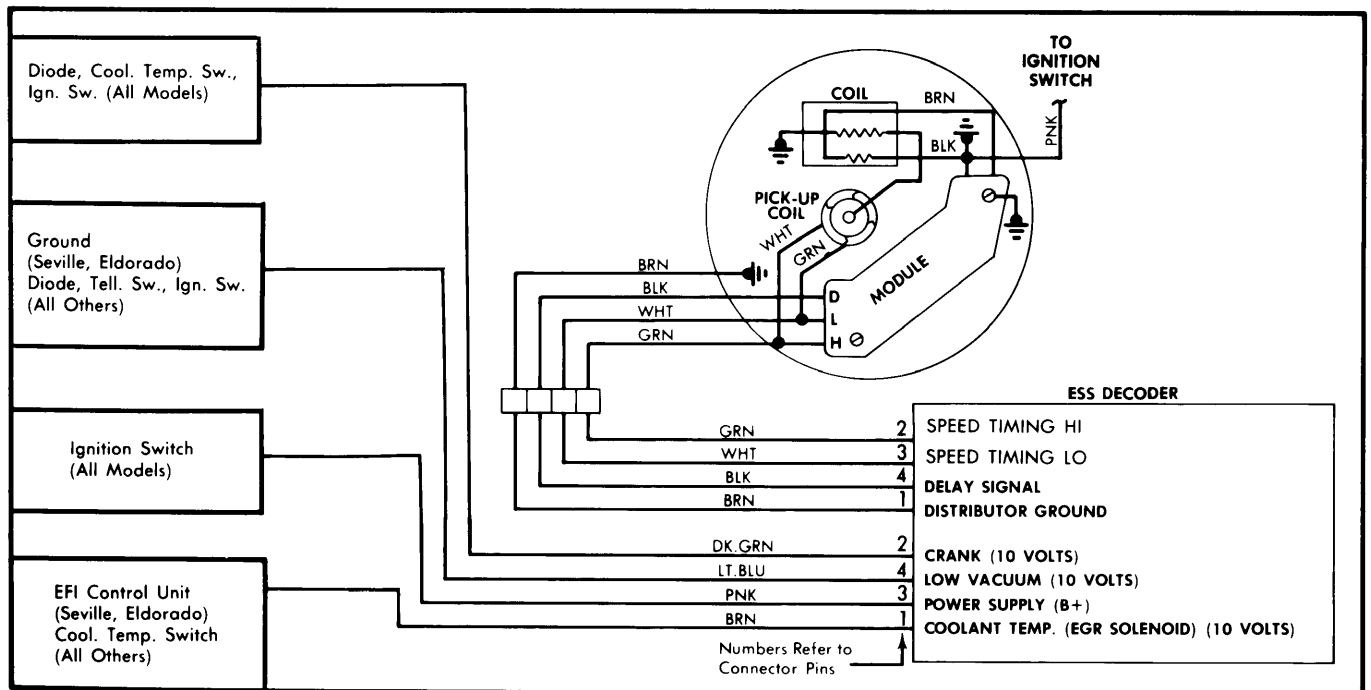 Diode, Cool. Temp. Sw.,
Ign. Sw. (All Models)
Ground
(Seville, Eldorado)
Diode, Tell. Sw., Ign. Sw.
(All Others)
Ignition Switch
(All Models)
EFI Control Unit
(Seville, Eldorado)
Cool. Temp. Switch
(All Others)
TO
IGNITION
SWITCH
COIL
BRN
BLK
PNK
PICK-UP
COIL
WHT
GRN
MODULE
BRN
BLK
D
WHT
L
GRN
H
ESS DECODER
GRN 2 SPEED TIMING HI
WHT 3 SPEED TIMING LO
BLK 4 DELAY SIGNAL
BRN 1 DISTRIBUTOR GROUND
DK.GRN 2 CRANK (10 VOLTS)
LT.BLU 4 LOW VACUUM (10 VOLTS)
PNK 3 POWER SUPPLY (B+)
BRN 1 COOLANT TEMP. (EGR SOLENOID) (10 VOLTS)
Numbers Refer to
Connector Pins